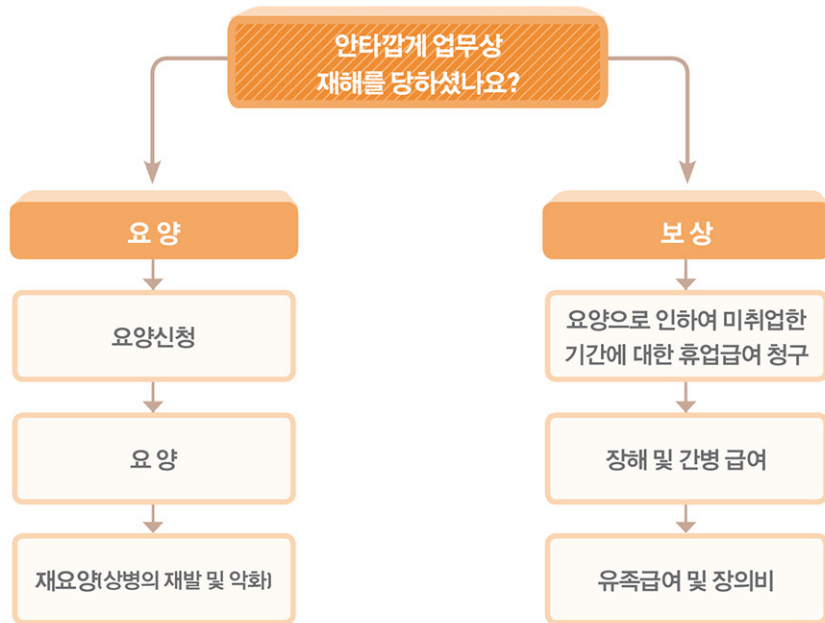 안타깝게 업무상
재해를 당하셨나요?
요 양
요양신청
요 양
재요양(상병의 재발 및 악화)
보 상
요양으로 인하여 미취업한
기간에 대한 휴업급여 청구
장해 및 간병 급여
유족급여 및 장의비